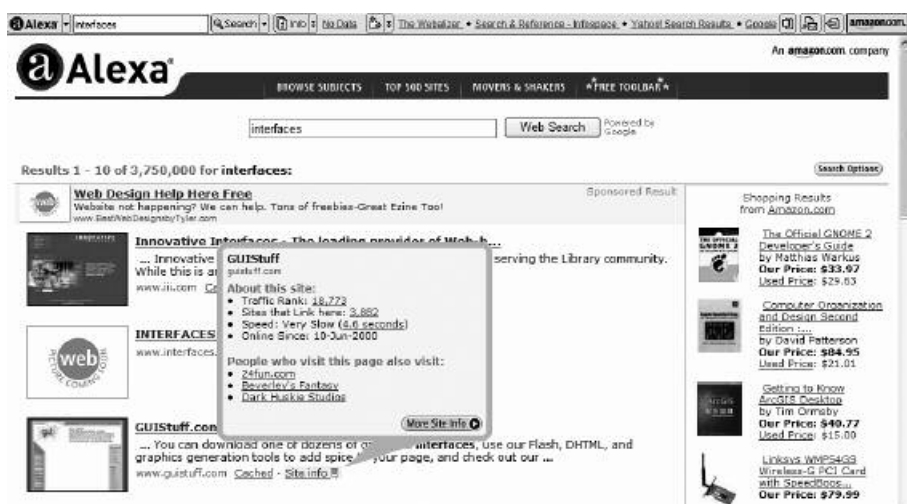 Alexa interfaces Search Info No Data The Webalizer • Search & Reference - Infospace • Yahoo! Search Results • Google amazon.com
An amazon.com company
a Alexa
BROWSE SUBJECTS TOP 500 SITES MOVERS & SHAKERS FREE TOOLBAR
interfaces Web Search Powered by Google
Results 1 - 10 of 3,750,000 for interfaces:
Search Options
Web Design Help Here Free
Sponsored Result
Website not happening? We can help. Tons of freebies-Great Ezine Too!
www.BestWebDesignsbyTyler.com
Innovative Interfaces - The leading provider of Web-b...
... Innovative
serving the Library community.
While this is an
www.iii.com
INTERFACES
www.interfaces.
web
PICTURE COMING SOON
GUIStuff
guistuff.com
About this site:
• Traffic Rank: 18,773
• Sites that Link here: 3,882
• Speed: Very Slow (4.6 seconds)
• Online Since: 10-Jun-2000
People who visit this page also visit:
• 24fun.com
• Beverley's Fantasy
• Dark Huskie Studios
More Site Info
GUIStuff.com
... You can download one of dozens of
interfaces, use our Flash, DHTML, and
graphics generation tools to add spice to your page, and check out our ...
www.guistuff.com Cached - Site info
Shopping Results
from Amazon.com
The Official GNOME 2
Developer's Guide
by Matthias Warkus
Our Price: $33.97
Used Price: $29.63
Computer Organization
and Design Second
Edition :...
by David Patterson
Our Price: $84.95
Used Price: $21.01
Getting to Know
ArcGIS Desktop
by Tim Ormsby
Our Price: $40.77
Used Price: $15.00
Linksys WMP54GS
Wireless-G PCI Card
with SpeedBoos...
Our Price: $79.99